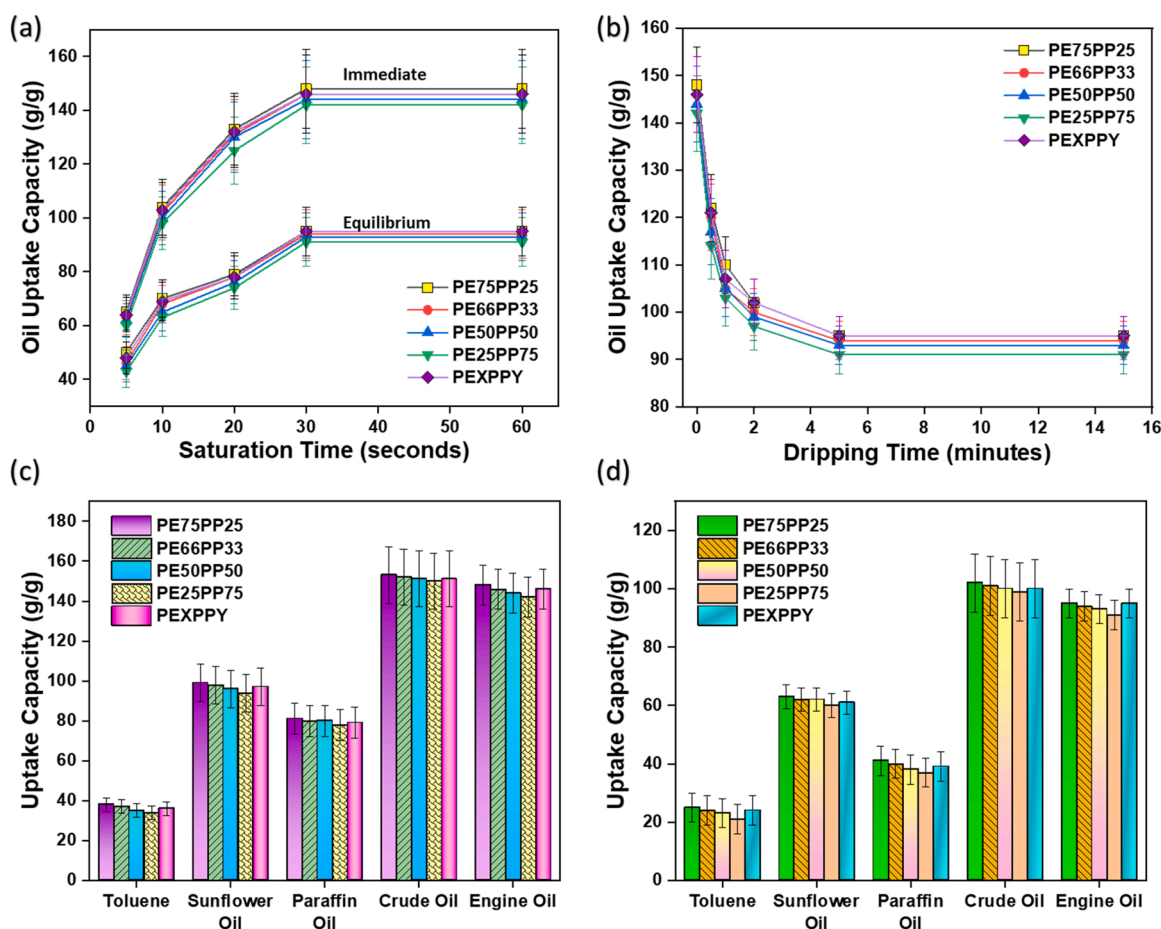 (a)
Oil Uptake Capacity (g/g)
160
140
120
100
80
60
40
Immediate
Equilibrium
PE75PP25
PE66PP33
PE50PP50
PE25PP75
PEXPPY
0 10 20 30 40 50 60
Saturation Time (seconds)
(b)
Oil Uptake Capacity (g/g)
160
150
140
130
120
110
100
90
80
PE75PP25
PE66PP33
PE50PP50
PE25PP75
PEXPPY
0 2 4 6 8 10 12 14 16
Dripping Time (minutes)
(c)
Uptake Capacity (g/g)
180
160
140
120
100
80
60
40
20
0
PE75PP25
PE66PP33
PE50PP50
PE25PP75
PEXPPY
Toluene Sunflower Paraffin Crude Oil Engine Oil
Oil Oil
(d)
Uptake Capacity (g/g)
120
100
80
60
40
20
0
PE75PP25
PE66PP33
PE50PP50
PE25PP75
PEXPPY
Toluene Sunflower Paraffin Crude Oil Engine Oil
Oil Oil